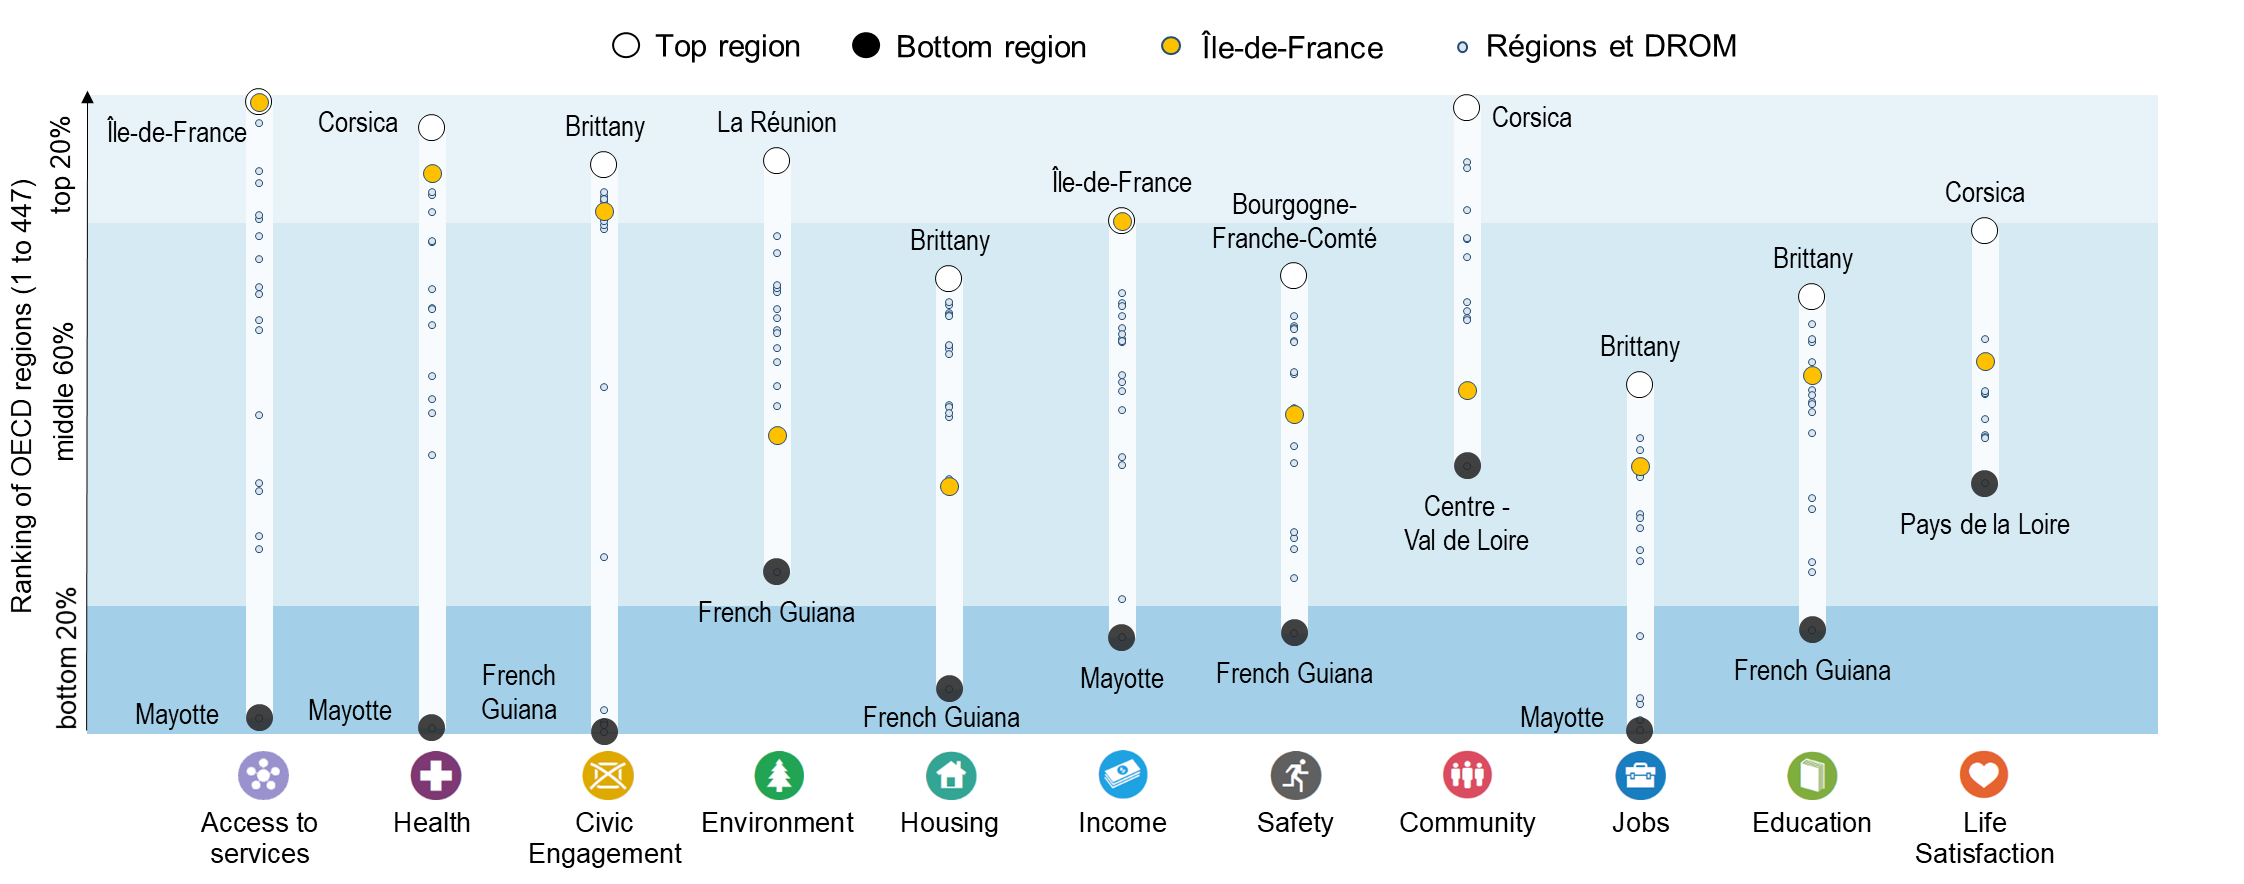 Top region
Bottom region
Île-de-France
Régions et DROM
Ranking of OECD regions (1 to 447)
top 20%
middle 60%
bottom 20%
Île-de-France
Mayotte
Corsica
Mayotte
Brittany
French
Guiana
La Réunion
French Guiana
Brittany
French Guiana
Île-de-France
Mayotte
Bourgogne-
Franche-Comté
French Guiana
Corsica
Centre -
Val de Loire
Brittany
Mayotte
Brittany
French Guiana
Corsica
Pays de la Loire
Access to
services
Health
Civic
Engagement
Environment
Housing
Income
Safety
Community
Jobs
Education
Life
Satisfaction